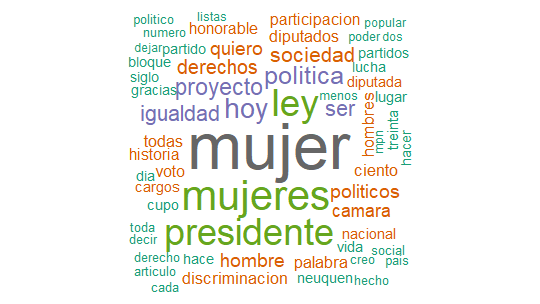 politico listas participacion popular
numero honorable diputados poder dos
dejar partido quiero sociedad partidos
bloque derechos politica lucha
siglo proyecto diputada
gracias ley menos lugar
igualdad hoy ser hombres
todas mujer mpn treinta hacer
historia
dia voto ciento
cargos mujeres politicos
cupo camara
toda presidente nacional
decir vida social
derecho hace hombre palabra creo pais
articulo discriminacion neuquen hecho
cada